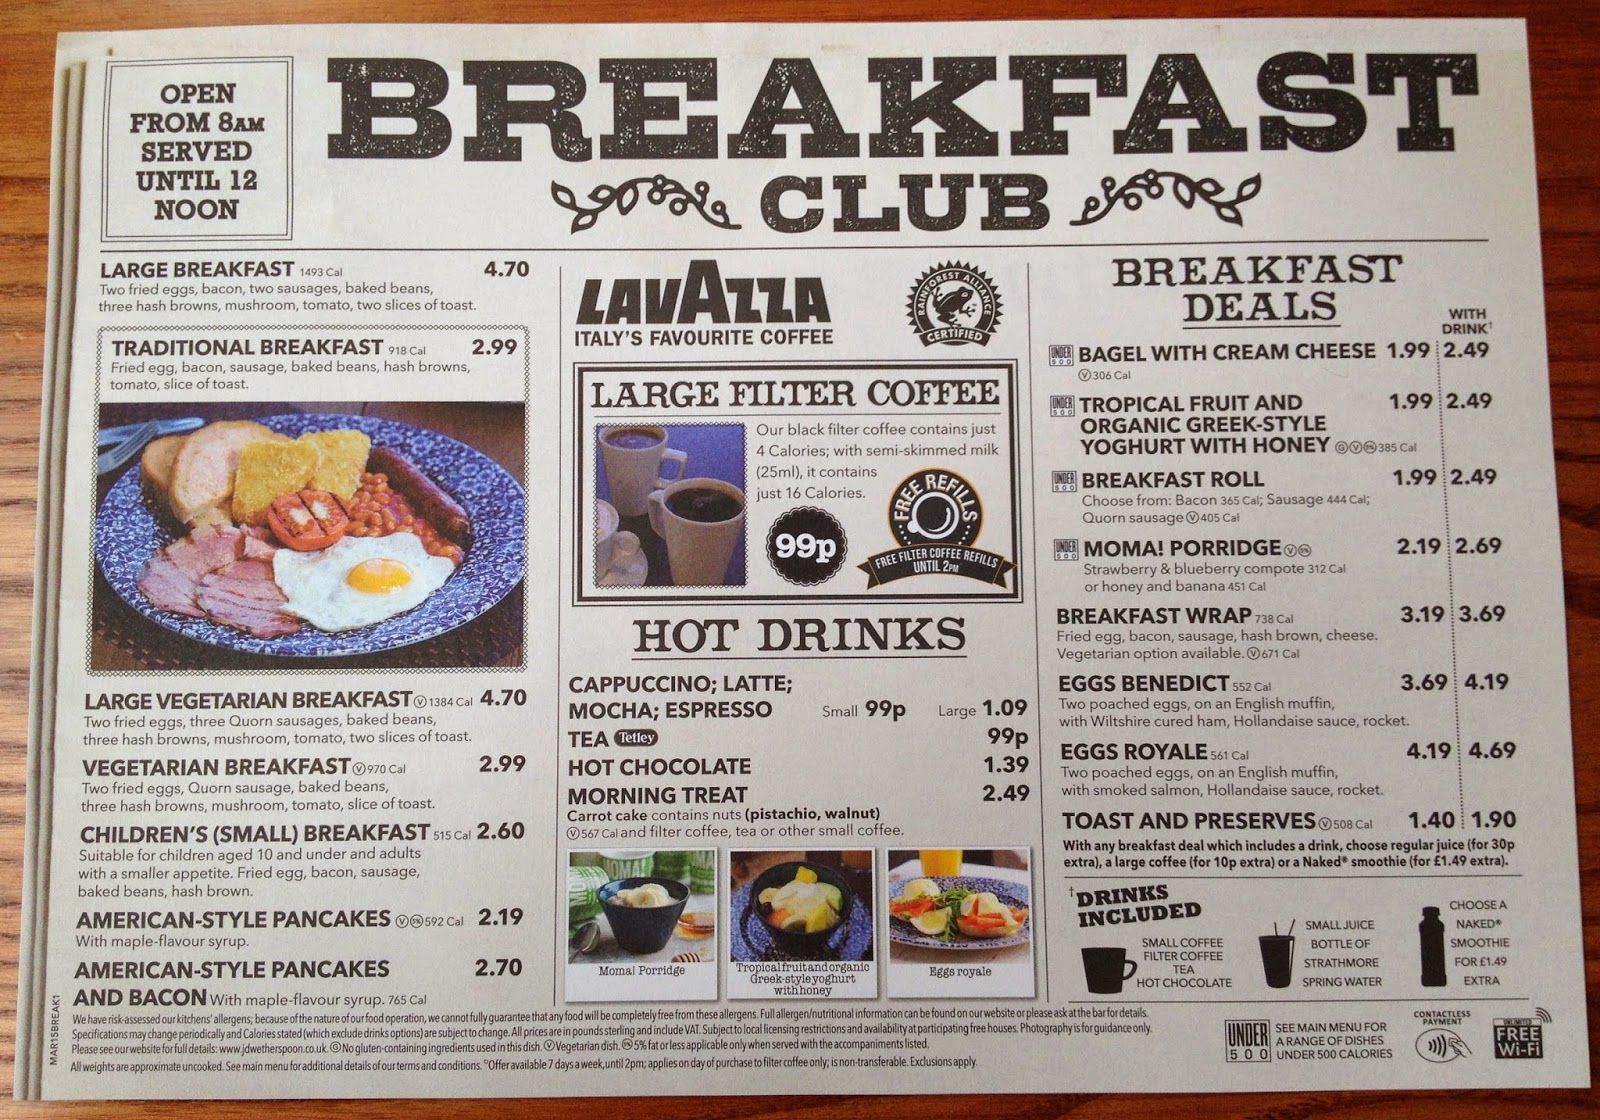 OPEN
FROM 8AM
SERVED
UNTIL 12
NOON
BREAKFAST
CLUB
LARGE BREAKFAST 1493 Cal 4.70
Two fried eggs, bacon, two sausages, baked beans,
three hash browns, mushroom, tomato, two slices of toast.
TRADITIONAL BREAKFAST 918 Cal 2.99
Fried egg, bacon, sausage, baked beans, hash browns,
tomato, slice of toast.
LARGE VEGETARIAN BREAKFAST Ⓥ 1384 Cal 4.70
Two fried eggs, three Quorn sausages, baked beans,
three hash browns, mushroom, tomato, two slices of toast.
VEGETARIAN BREAKFAST Ⓥ 970 Cal 2.99
Two fried eggs, Quorn sausage, baked beans,
three hash browns, mushroom, tomato, slice of toast.
CHILDREN'S (SMALL) BREAKFAST 515 Cal 2.60
Suitable for children aged 10 and under and adults
with a smaller appetite. Fried egg, bacon, sausage,
baked beans, hash brown.
AMERICAN-STYLE PANCAKES Ⓥ 5% 592 Cal 2.19
With maple-flavour syrup.
AMERICAN-STYLE PANCAKES 2.70
AND BACON With maple-flavour syrup. 765 Cal
LAVAZZA
ITALY'S FAVOURITE COFFEE
RAINFOREST ALLIANCE
CERTIFIED
LARGE FILTER COFFEE
Our black filter coffee contains just
4 Calories; with semi-skimmed milk
(25ml), it contains
just 16 Calories.
99p
FREE REFILLS
FREE FILTER COFFEE REFILLS
UNTIL 2PM
HOT DRINKS
CAPPUCCINO; LATTE;
MOCHA; ESPRESSO Small 99p Large 1.09
TEA Tetley 99p
HOT CHOCOLATE 1.39
MORNING TREAT 2.49
Carrot cake contains nuts (pistachio, walnut)
Ⓥ 567 Cal and filter coffee, tea or other small coffee.
Moma! Porridge
Tropical fruit and organic
Greek-style yoghurt
with honey
Eggs royale
BREAKFAST
DEALS
WITH
DRINK†
UNDER 500 BAGEL WITH CREAM CHEESE 1.99 2.49
Ⓥ 306 Cal
UNDER 500 TROPICAL FRUIT AND 1.99 2.49
ORGANIC GREEK-STYLE
YOGHURT WITH HONEY Ⓖ Ⓥ 5% 385 Cal
UNDER 500 BREAKFAST ROLL 1.99 2.49
Choose from: Bacon 365 Cal; Sausage 444 Cal;
Quorn sausage Ⓥ 405 Cal
UNDER 500 MOMA! PORRIDGE Ⓥ 5% 2.19 2.69
Strawberry & blueberry compote 312 Cal
or honey and banana 451 Cal
BREAKFAST WRAP 738 Cal 3.19 3.69
Fried egg, bacon, sausage, hash brown, cheese.
Vegetarian option available. Ⓥ 671 Cal
EGGS BENEDICT 552 Cal 3.69 4.19
Two poached eggs, on an English muffin,
with Wiltshire cured ham, Hollandaise sauce, rocket.
EGGS ROYALE 561 Cal 4.19 4.69
Two poached eggs, on an English muffin,
with smoked salmon, Hollandaise sauce, rocket.
TOAST AND PRESERVES Ⓥ 508 Cal 1.40 1.90
With any breakfast deal which includes a drink, choose regular juice (for 30p
extra), a large coffee (for 10p extra) or a Naked® smoothie (for £1.49 extra).
†DRINKS
INCLUDED
SMALL COFFEE
FILTER COFFEE
TEA
HOT CHOCOLATE
SMALL JUICE
BOTTLE OF
STRATHMORE
SPRING WATER
CHOOSE A
NAKED®
SMOOTHIE
FOR £1.49
EXTRA
MAR15BREAK1
We have risk-assessed our kitchens' allergens; because of the nature of our food operation, we cannot fully guarantee that any food will be completely free from these allergens. Full allergen/nutritional information can be found on our website or please ask at the bar for details.
Specifications may change periodically and Calories stated (which exclude drinks options) are subject to change. All prices are in pounds sterling and include VAT. Subject to local licensing restrictions and availability at participating free houses. Photography is for guidance only.
Please see our website for full details: www.jdwetherspoon.co.uk. Ⓖ No gluten-containing ingredients used in this dish. Ⓥ Vegetarian dish. 5% 5% fat or less applicable only when served with the accompaniments listed.
All weights are approximate uncooked. See main menu for additional details of our terms and conditions. "Offer available 7 days a week, until 2pm; applies on day of purchase to filter coffee only; is non-transferable. Exclusions apply.
UNDER
500
SEE MAIN MENU FOR
A RANGE OF DISHES
UNDER 500 CALORIES
CONTACTLESS
PAYMENT
UNLIMITED
FREE
Wi-Fi